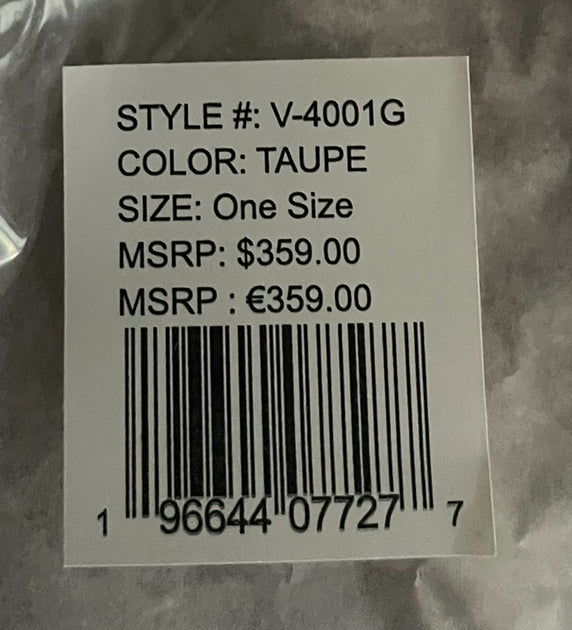 STYLE #: V-4001G
COLOR: TAUPE
SIZE: One Size
MSRP: $359.00
MSRP : €359.00
1 96644 07727 7